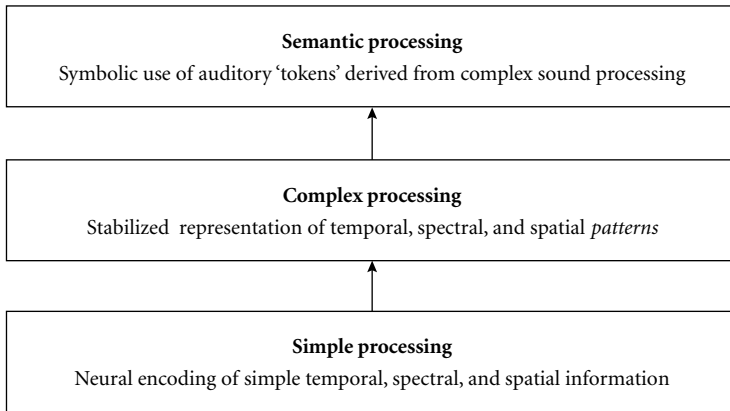 Semantic processing
Symbolic use of auditory ‘tokens’ derived from complex sound processing
Complex processing
Stabilized representation of temporal, spectral, and spatial patterns
Simple processing
Neural encoding of simple temporal, spectral, and spatial information